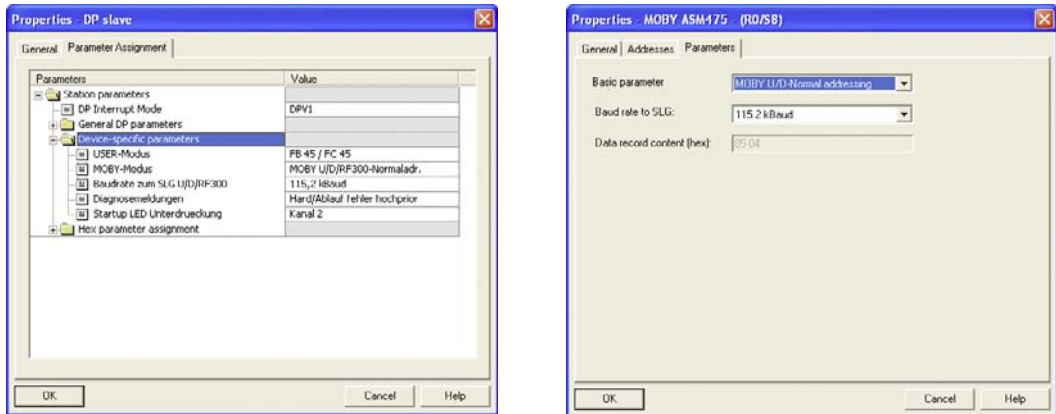 Properties - DP slave
General Parameter Assignment
Parameters Value
Station parameters
DP Interrupt Mode DPV1
General DP parameters
Device-specific parameters
USER-Modus FB 45 / FC 45
MOBY-Modus MOBY U/D/RF300-Normaladr.
Baudrate zum SLG U/D/RF300 115,2 kBaud
Diagnosemeldungen Hard/Ablauf fehler hochprior
Startup LED Unterdrueckung Kanal 2
Hex parameter assignment
OK Cancel Help
Properties - MOBY ASM475 - (R0/S8)
General Addresses Parameters
Basic parameter MOBY U/D-Normal addressing
Baud rate to SLG: 115.2 kBaud
Data record content (hex): 05 04
OK Cancel Help